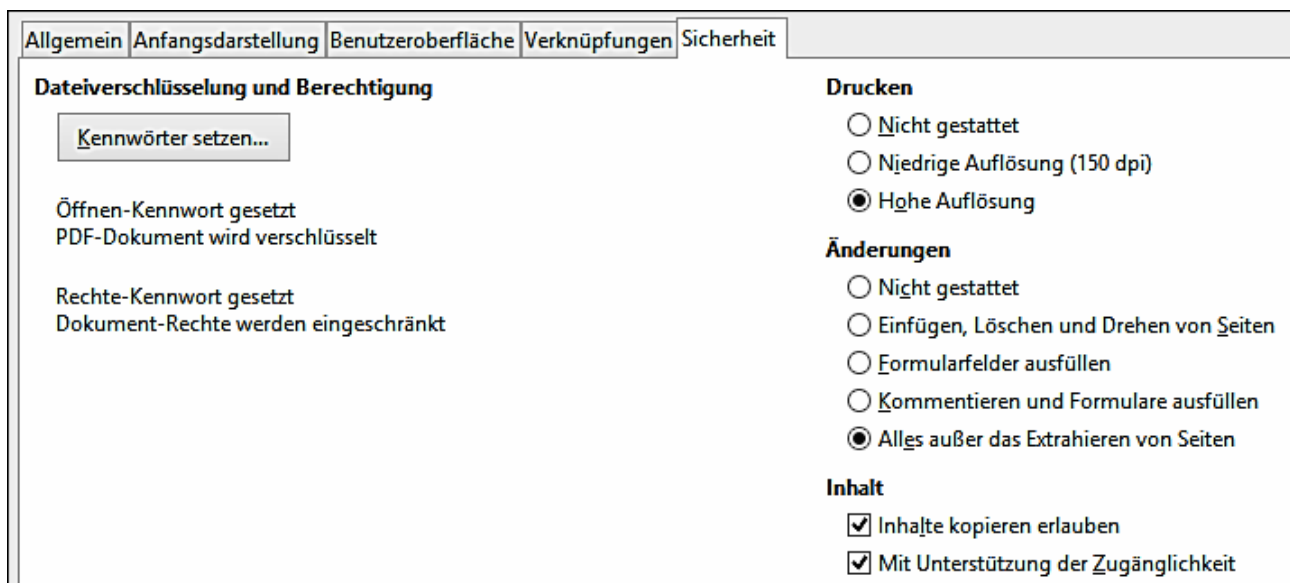 Allgemein Anfangsdarstellung Benutzeroberfläche Verknüpfungen Sicherheit
Dateiverschlüsselung und Berechtigung
Kennwörter setzen...
Öffnen-Kennwort gesetzt
PDF-Dokument wird verschlüsselt
Rechte-Kennwort gesetzt
Dokument-Rechte werden eingeschränkt
Drucken
Nicht gestattet
Niedrige Auflösung (150 dpi)
Hohe Auflösung
Änderungen
Nicht gestattet
Einfügen, Löschen und Drehen von Seiten
Formularfelder ausfüllen
Kommentieren und Formulare ausfüllen
Alles außer das Extrahieren von Seiten
Inhalt
Inhalte kopieren erlauben
Mit Unterstützung der Zugänglichkeit